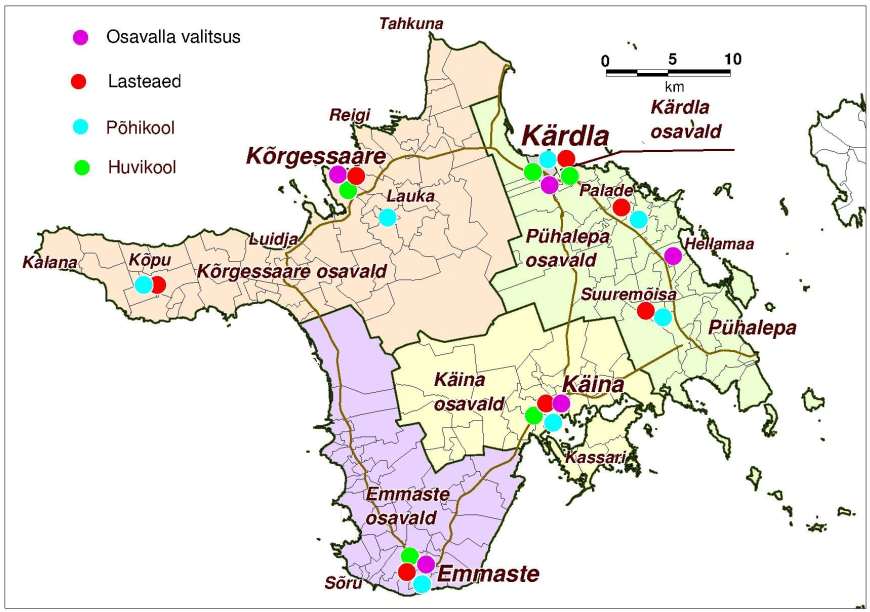 Tahkuna
Osavalla valitsus
Lasteaed
Põhikool
Huvikool
0 5 10
km
Kärdla
osavald
Reigi
Kärdla
Kõrgessaare
Palade
Lauka
Luidja
Pühalepa
osavald
Hellamaa
Kalana
Kõpu
Kõrgessaare osavald
Suuremõisa
Pühalepa
Käina
osavald
Käina
Kassari
Emmaste
osavald
Sõru
Emmaste